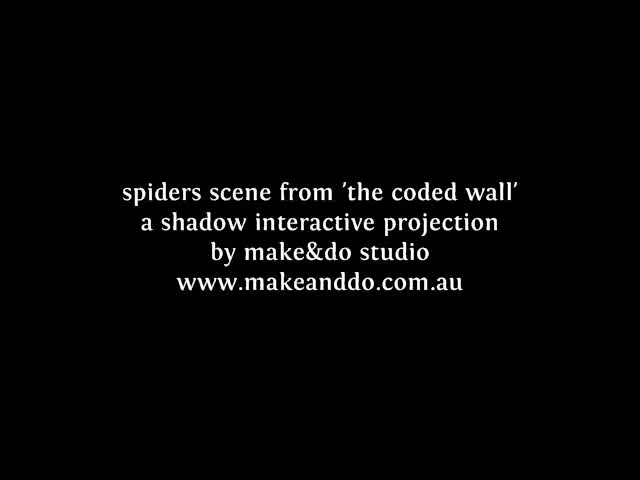 spiders scene from 'the coded wall'
a shadow interactive projection
by make&do studio
www.makeanddo.com.au